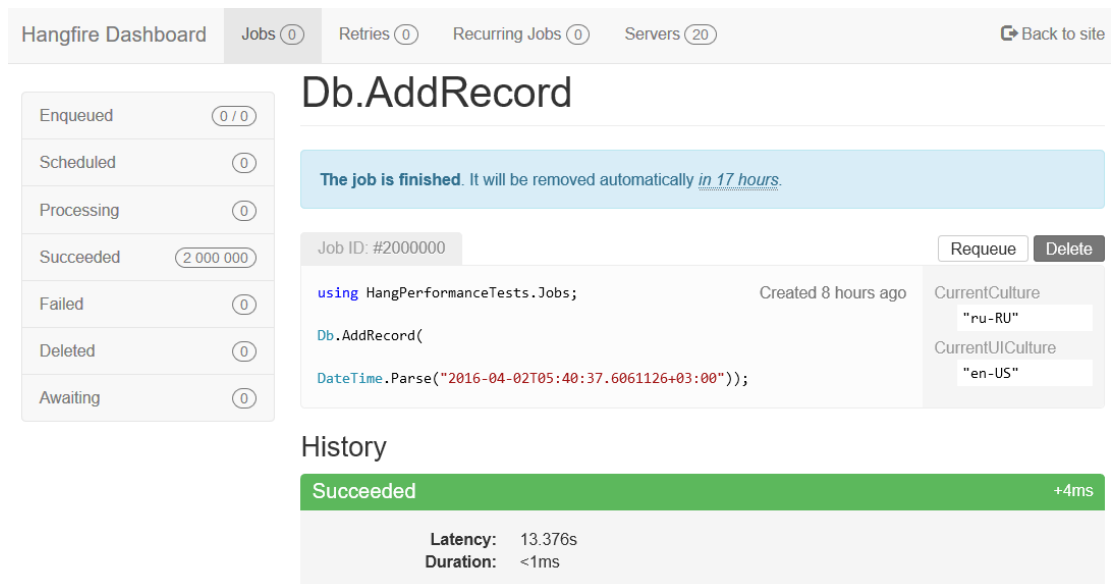 Hangfire Dashboard Jobs 0 Retries 0 Recurring Jobs 0 Servers 20 Back to site
Enqueued 0 / 0
Scheduled 0
Processing 0
Succeeded 2 000 000
Failed 0
Deleted 0
Awaiting 0
Db.AddRecord
The job is finished. It will be removed automatically in 17 hours.
Job ID: #2000000 Requeue Delete
using HangPerformanceTests.Jobs; Created 8 hours ago
Db.AddRecord(
DateTime.Parse("2016-04-02T05:40:37.6061126+03:00"));
CurrentCulture
"ru-RU"
CurrentUICulture
"en-US"
History
Succeeded +4ms
Latency: 13.376s
Duration: <1ms